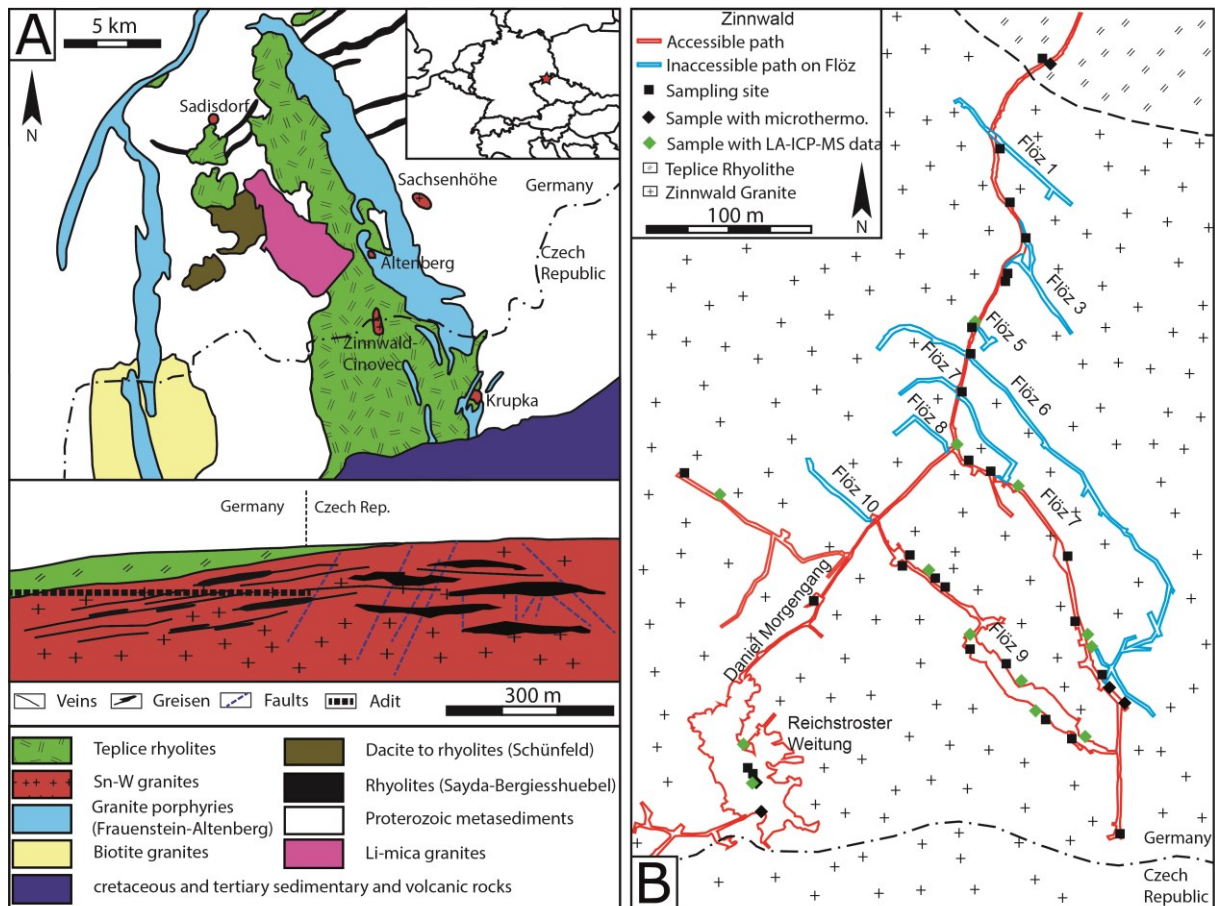 A
5 km
N
Sadisdorf
Sachsenhöhe
Germany
Czech
Republic
Altenberg
Zinnwald-
Cinovec
Krupka
Germany
Czech Rep.
Veins
Greisen
Faults
Adit
300 m
Teplice rhyolites
Sn-W granites
Granite porphyries
(Frauenstein-Altenberg)
Biotite granites
cretaceous and tertiary sedimentary and volcanic rocks
Dacite to rhyolites (Schünfeld)
Rhyolites (Sayda-Bergiesshuebel)
Proterozoic metasediments
Li-mica granites
Zinnwald
Accessible path
Inaccessible path on Flöz
Sampling site
Sample with microthermo.
Sample with LA-ICP-MS data
Teplice Rhyolithe
Zinnwald Granite
100 m
N
Flöz 1
Flöz 3
Flöz 5
Flöz 6
Flöz 7
Flöz 8
Flöz 7
Flöz 10
Flöz 9
Daniel Morgengang
Reichstroster
Weitung
Germany
Czech
Republic
B